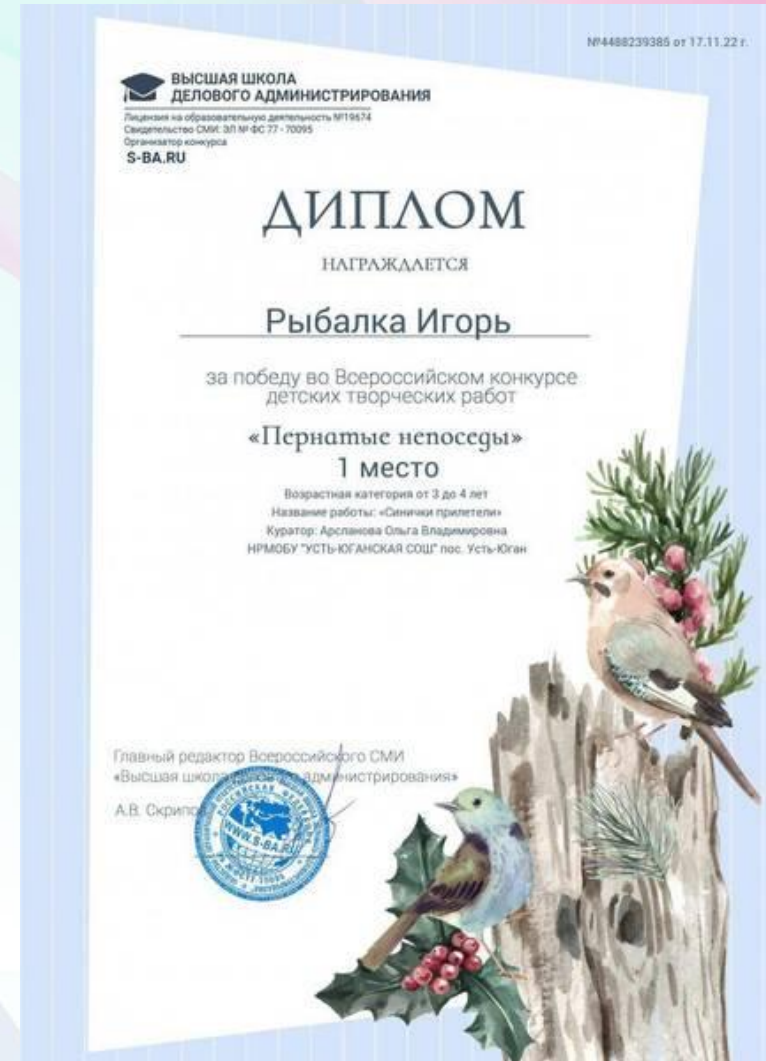 №4488239385 от 17.11.22 г.
ВЫСШАЯ ШКОЛА
ДЕЛОВОГО АДМИНИСТРИРОВАНИЯ
Лицензия на образовательную деятельность №19674
Свидетельство СМИ: ЭЛ № ФС 77 - 70095
Организатор конкурса
S-BA.RU
ДИПЛОМ
НАГРАЖДАЕТСЯ
Рыбалка Игорь
за победу во Всероссийском конкурсе
детских творческих работ
«Пернатые непоседы»
1 место
Возрастная категория от 3 до 4 лет
Название работы: «Синички прилетели»
Куратор: Арсланова Ольга Владимировна
НРМОБУ "УСТЬ-ЮГАНСКАЯ СОШ" пос. Усть-Юган
Главный редактор Всероссийского СМИ
«Высшая школа администрирования»
А.В.
РОССИЙСКАЯ ФЕДЕРАЦИЯ
WWW.S-BA.RU